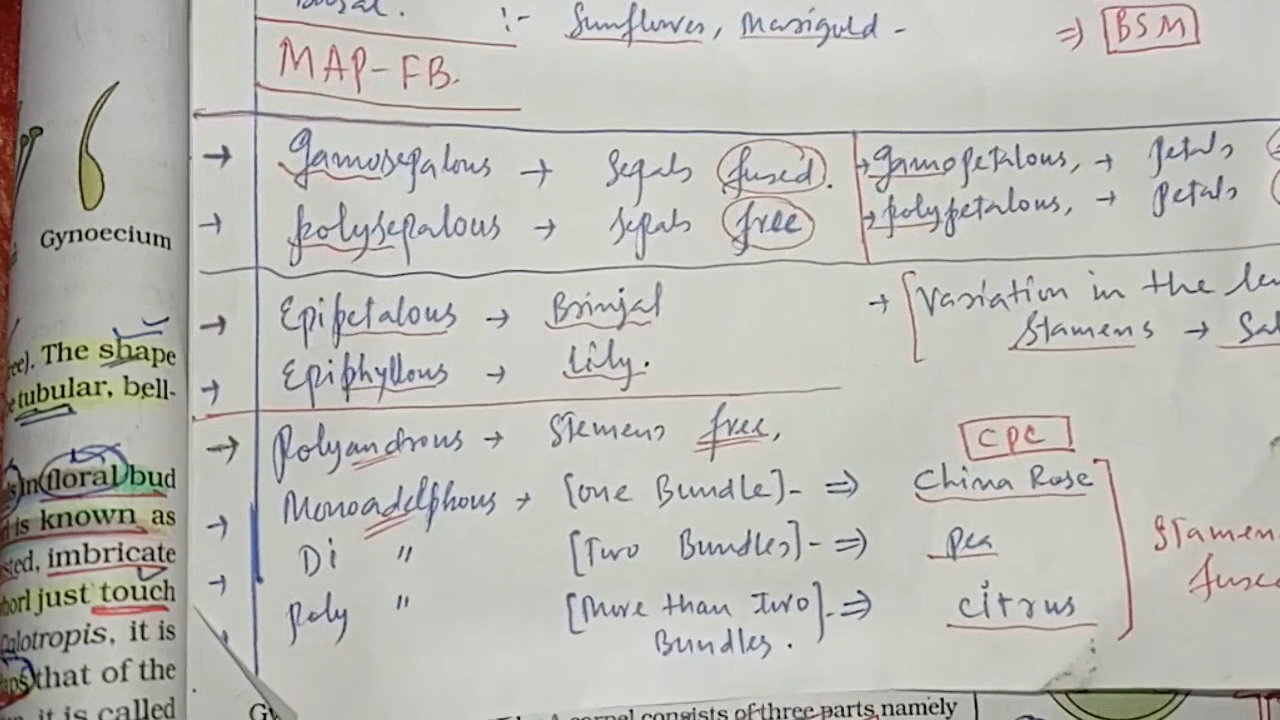 Basal. :- Sunflower, Marigold - ⇒ BSM
MAP-FB.
→ Gamosepalous → Sepals fused. → Gamopetalous, → Petals
→ Polysepalous → Sepals free → Polypetalous, → Petals
→ Epipetalous → Brinjal → [Variation in the
→ Epiphyllous → Lily. Stamens →
→ Polyandrous → Stemens free, CPC
→ Monoadelphous → [One Bundle]- ⇒ China Rose
→ Di " [Two Bundles]- ⇒ Pea Stamen
→ Poly " [More than Two]- ⇒ Citrus
Bundles.
Gynoecium
The shape
tubular, bell-
in floral bud
is known as
imbricate
just touch
Calotropis, it is
that of the
it is called
carpel consists of three parts namely